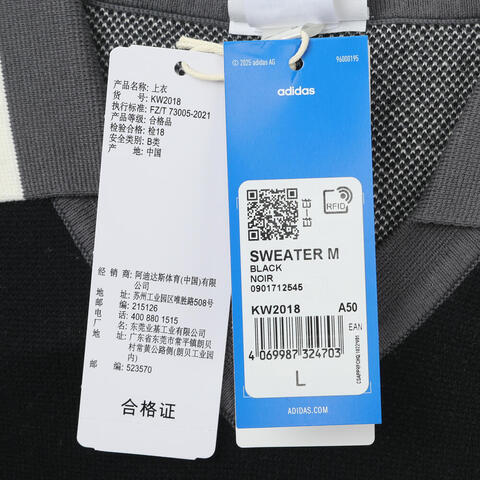 产品名称: 上衣
货 号: KW2018
执行标准: FZ/T 73005-2021
产品等级: 合格品
检验合格: 检18
安全类别: B类
产 地: 中国
经 销 商: 阿迪达斯体育(中国)有限
公司
地 址: 苏州工业园区唯胜路508号
邮 编: 215126
电 话: 400 880 1515
厂 名: 东莞业基工业有限公司
地 址: 广东省东莞市常平镇朗贝
村常黄公路侧(朗贝工业园
内)
邮 编: 523570
合格证
© 2025 adidas AG
96000195
adidas
RFID
SWEATER M
BLACK
NOIR
0901712545
KW2018 A50
EAN
4 069987 324703
L
ADIDAS.COM